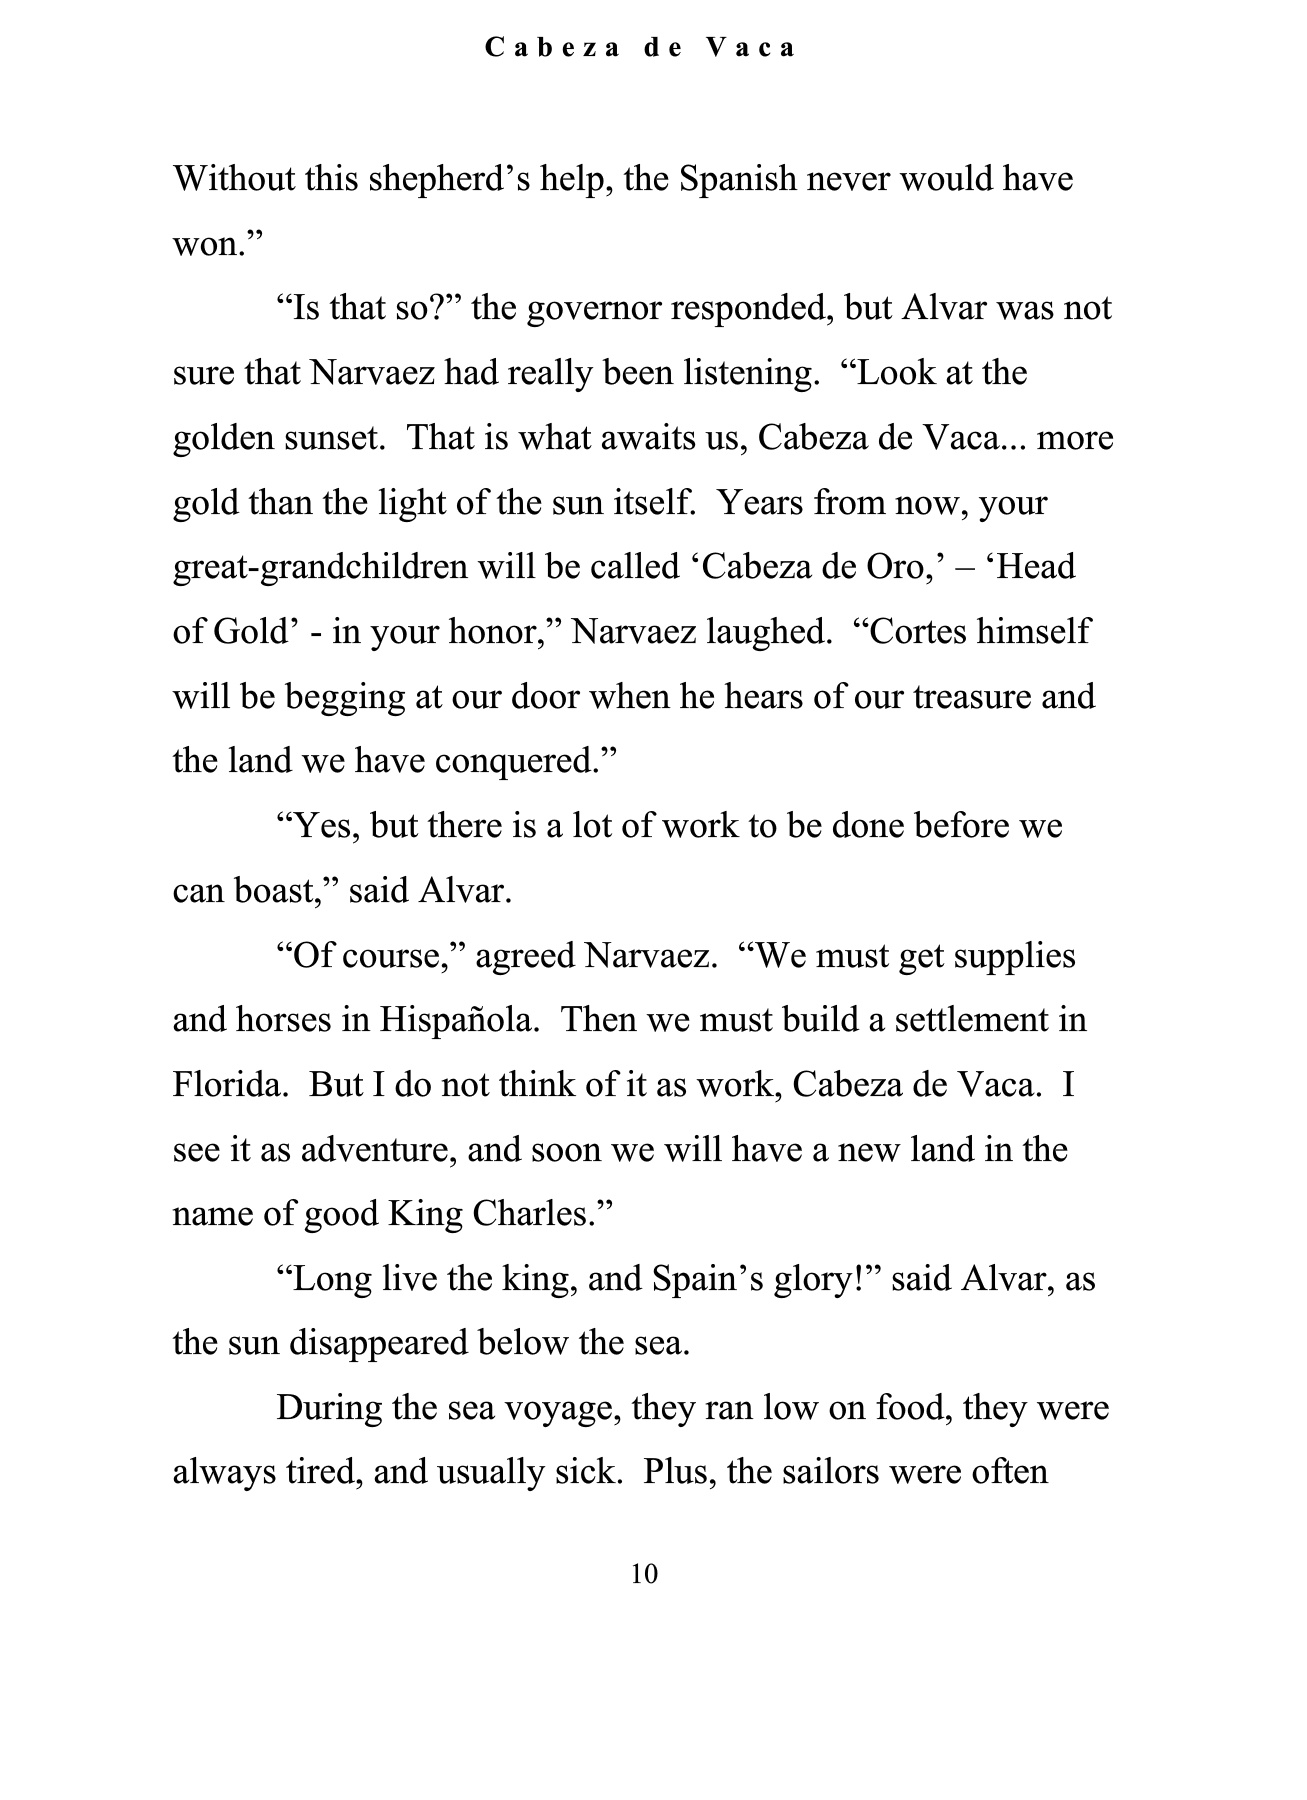 Cabeza de Vaca
Without this shepherd’s help, the Spanish never would have
won.”
“Is that so?” the governor responded, but Alvar was not
sure that Narvaez had really been listening.  “Look at the
golden sunset.  That is what awaits us, Cabeza de Vaca... more
gold than the light of the sun itself.  Years from now, your
great-grandchildren will be called ‘Cabeza de Oro,’ – ‘Head
of Gold’ - in your honor,” Narvaez laughed.  “Cortes himself
will be begging at our door when he hears of our treasure and
the land we have conquered.”
“Yes, but there is a lot of work to be done before we
can boast,” said Alvar.
“Of course,” agreed Narvaez.  “We must get supplies
and horses in Hispañola.  Then we must build a settlement in
Florida.  But I do not think of it as work, Cabeza de Vaca.  I
see it as adventure, and soon we will have a new land in the
name of good King Charles.”
“Long live the king, and Spain’s glory!” said Alvar, as
the sun disappeared below the sea.
During the sea voyage, they ran low on food, they were
always tired, and usually sick.  Plus, the sailors were often
10